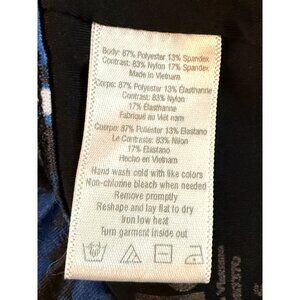 Body: 87% Polyester 13% Spandex
Contrast: 83% Nylon 17% Spandex
Made in Vietnam
Corps: 87% Polyester 13% Élasthanne
Contrast: 83% Nylon
17% Élasthanne
Fabriqué au Viêt nam
Cuerpo: 87% Poliéster 13% Elastano
Le Contraste: 83% Nilon
17% Elastano
Hecho en Vietnam
Hand wash cold with like colors
Non-chlorine bleach when needed
Remove promptly
Reshape and lay flat to dry
Iron low heat
Turn garment inside out